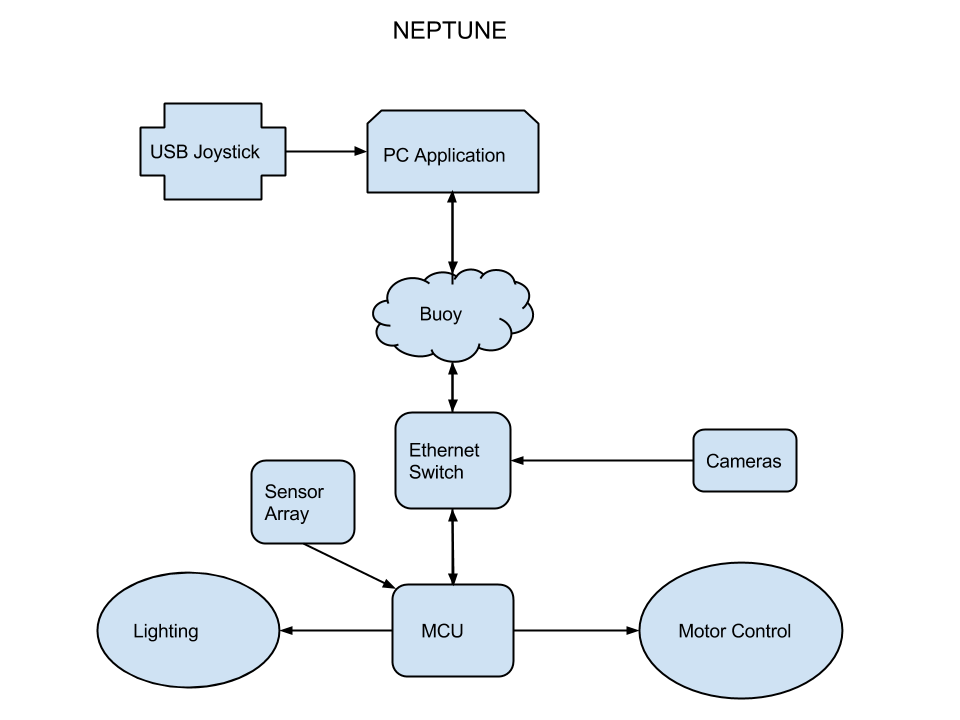 NEPTUNE
USB Joystick
PC Application
Buoy
Ethernet
Switch
Cameras
Sensor
Array
Lighting
MCU
Motor Control